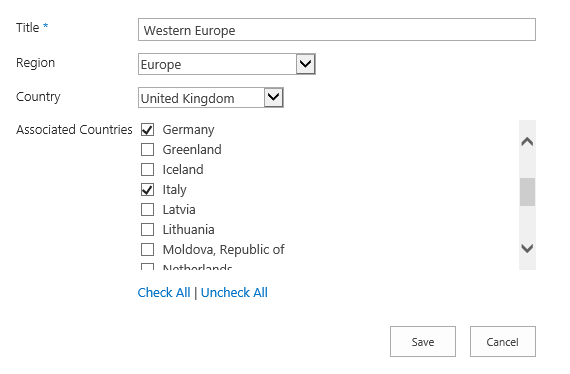 Title * Western Europe
Region Europe
Country United Kingdom
Associated Countries Germany
Greenland
Iceland
Italy
Latvia
Lithuania
Moldova, Republic of
Netherlands
Check All | Uncheck All
Save Cancel